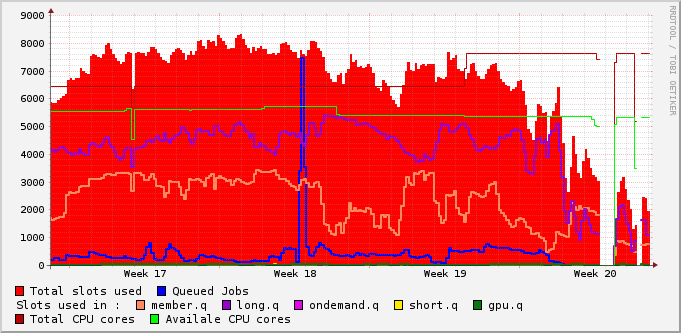 RRDTOOL / TOBI OETIKER
9000
8000
7000
6000
5000
4000
3000
2000
1000
0
Week 17 Week 18 Week 19 Week 20
Total slots used Queued Jobs
Slots used in : member.q long.q ondemand.q short.q gpu.q
Total CPU cores Availale CPU cores